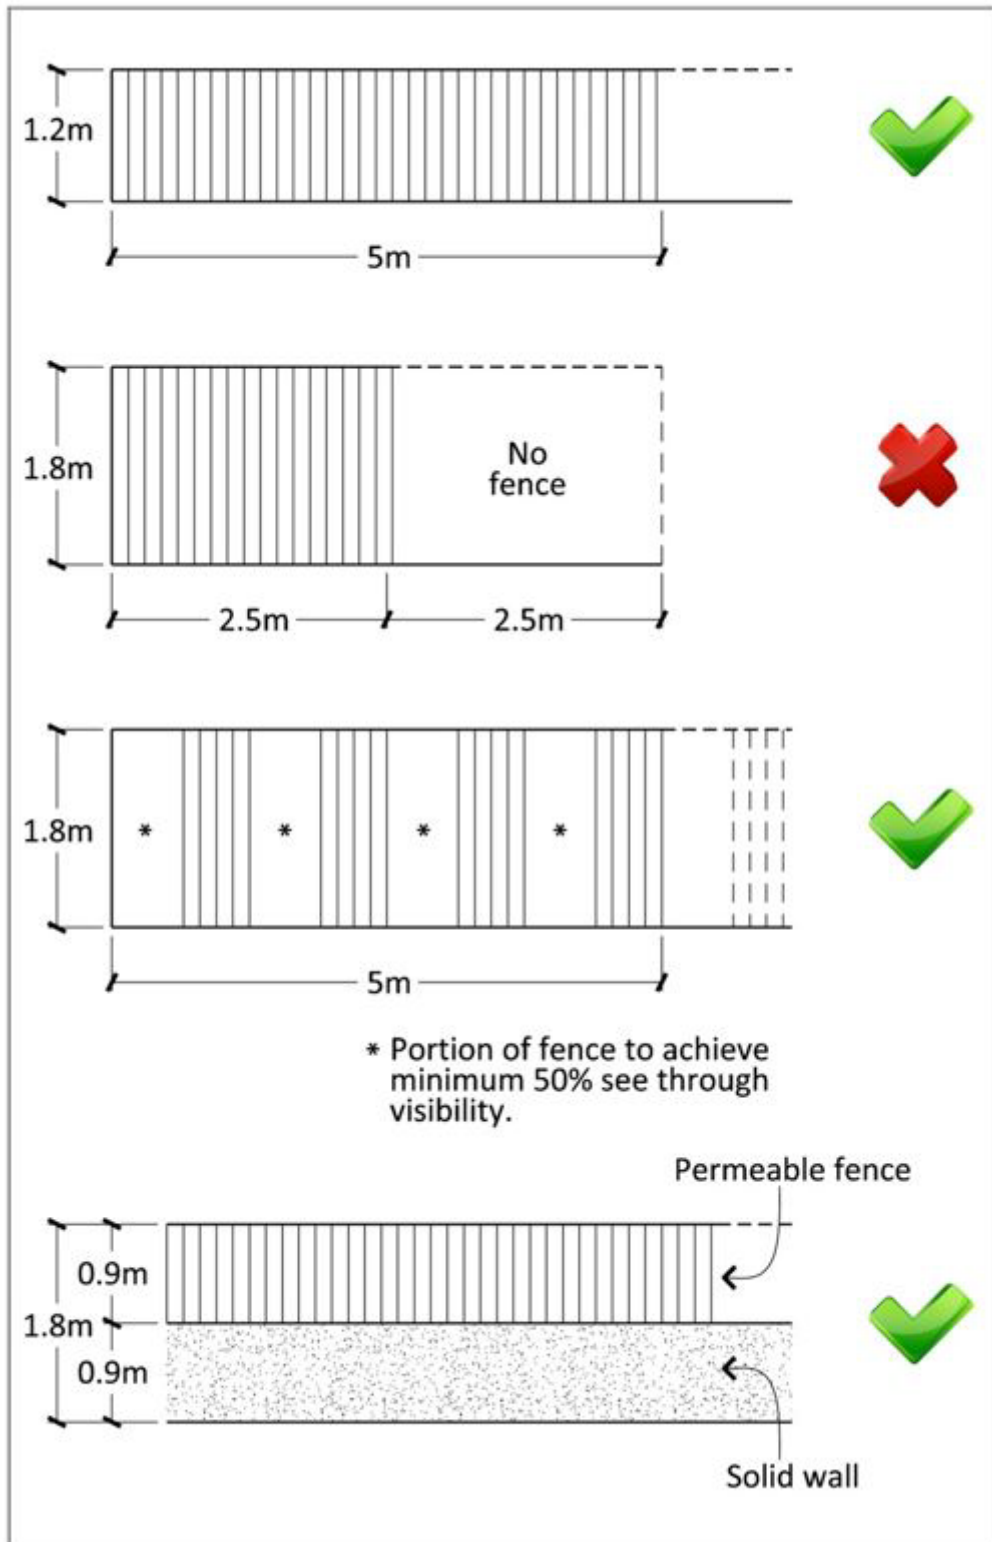 1.2m
5m
1.8m
No
fence
2.5m
2.5m
1.8m
*
*
*
*
5m
* Portion of fence to achieve
minimum 50% see through
visibility.
Permeable fence
0.9m
1.8m
0.9m
Solid wall